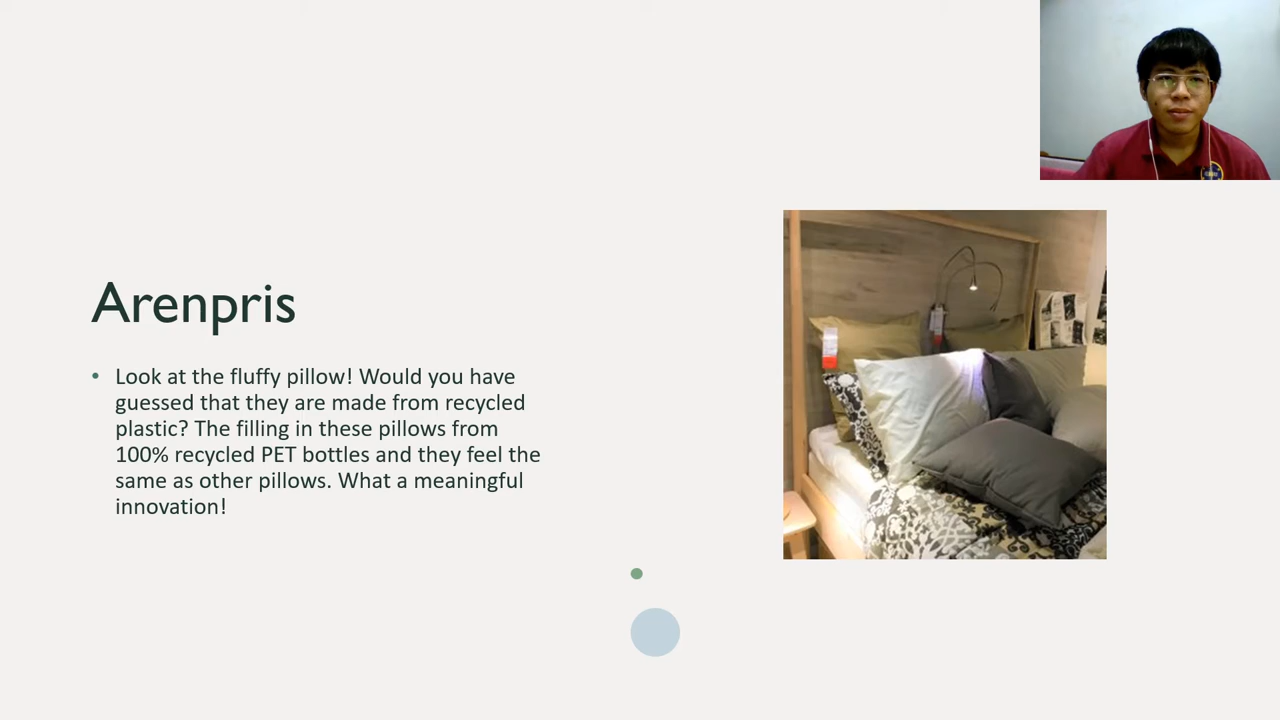 Arenpris
• Look at the fluffy pillow! Would you have
guessed that they are made from recycled
plastic? The filling in these pillows from
100% recycled PET bottles and they feel the
same as other pillows. What a meaningful
innovation!